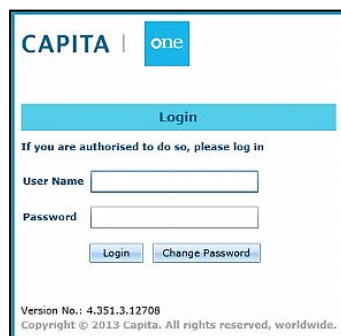 CAPITA | one
Login
If you are authorised to do so, please log in
User Name
Password
Login Change Password
Version No.: 4.351.3.12708
Copyright © 2013 Capita. All rights reserved, worldwide.